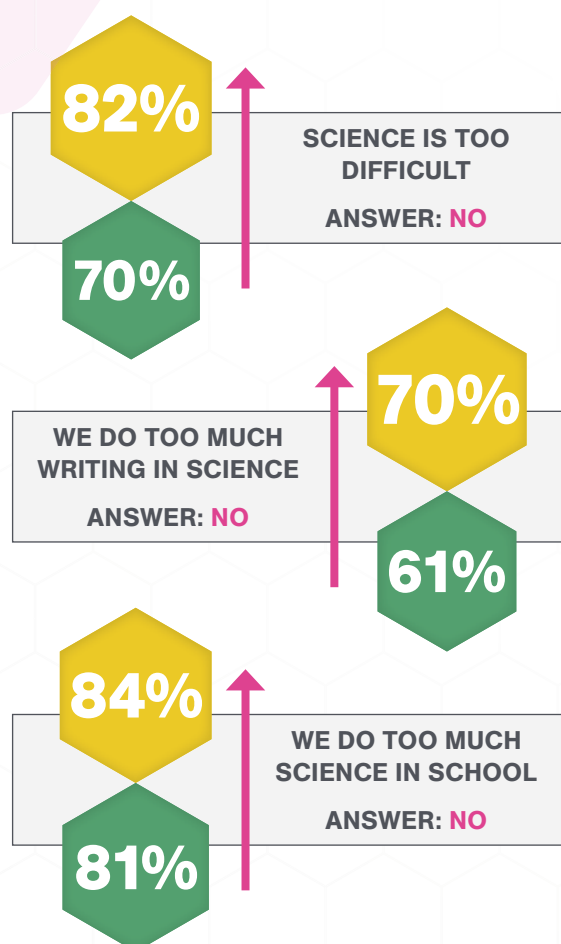 82%
SCIENCE IS TOO
DIFFICULT
ANSWER: NO
70%
70%
WE DO TOO MUCH
WRITING IN SCIENCE
ANSWER: NO
61%
84%
WE DO TOO MUCH
SCIENCE IN SCHOOL
ANSWER: NO
81%